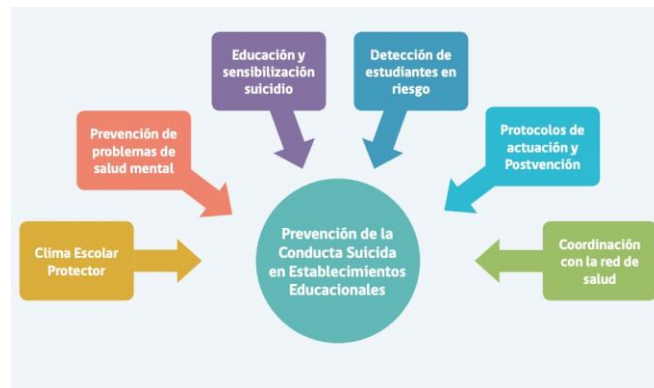 Educación y
sensibilización
suicidio
Detección de
estudiantes en
riesgo
Prevención de
problemas de
salud mental
Protocolos de
actuación y
Postvención
Clima Escolar
Protector
Prevención de la
Conducta Suicida
en Establecimientos
Educacionales
Coordinación
con la red de
salud